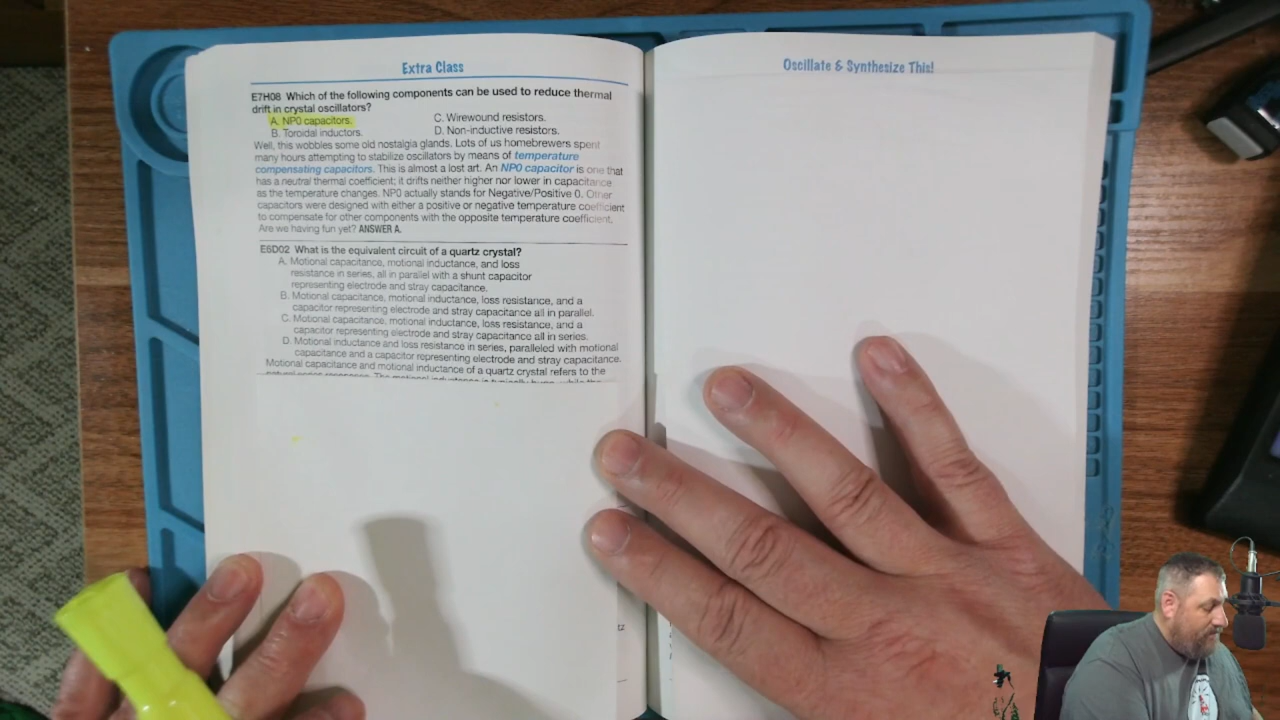 Extra Class
E7H08 Which of the following components can be used to reduce thermal
drift in crystal oscillators?
A. NP0 capacitors.
C. Wirewound resistors.
B. Toroidal inductors.
D. Non-inductive resistors.
Well, this wobbles some old nostalgia glands. Lots of us homebrewers spent
many hours attempting to stabilize oscillators by means of temperature
compensating capacitors. This is almost a lost art. An NP0 capacitor is one that
has a neutral thermal coefficient; it drifts neither higher nor lower in capacitance
as the temperature changes. NP0 actually stands for Negative/Positive 0. Other
capacitors were designed with either a positive or negative temperature coefficient
to compensate for other components with the opposite temperature coefficient.
Are we having fun yet? ANSWER A.
E6D02 What is the equivalent circuit of a quartz crystal?
A. Motional capacitance, motional inductance, and loss
resistance in series, all in parallel with a shunt capacitor
representing electrode and stray capacitance.
B. Motional capacitance, motional inductance, loss resistance, and a
capacitor representing electrode and stray capacitance all in parallel.
C. Motional capacitance, motional inductance, loss resistance, and a
capacitor representing electrode and stray capacitance all in series.
D. Motional inductance and loss resistance in series, paralleled with motional
capacitance and a capacitor representing electrode and stray capacitance.
Motional capacitance and motional inductance of a quartz crystal refers to the
tz
Oscillate & Synthesize This!